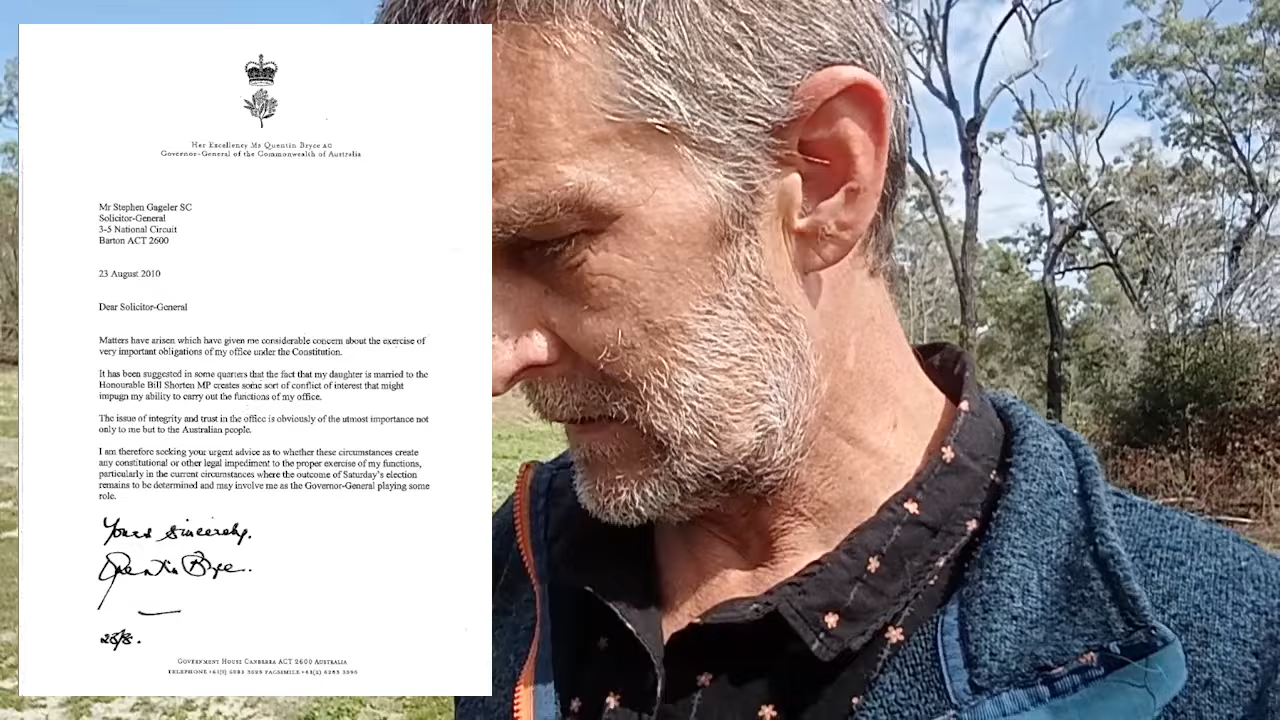 Her Excellency Ms Quentin Bryce AC
Governor-General of the Commonwealth of Australia
Mr Stephen Gageler SC
Solicitor-General
3-5 National Circuit
Barton ACT 2600
23 August 2010
Dear Solicitor-General
Matters have arisen which have given me considerable concern about the exercise of
very important obligations of my office under the Constitution.
It has been suggested in some quarters that the fact that my daughter is married to the
Honourable Bill Shorten MP creates some sort of conflict of interest that might
impugn my ability to carry out the functions of my office.
The issue of integrity and trust in the office is obviously of the utmost importance not
only to me but to the Australian people.
I am therefore seeking your urgent advice as to whether these circumstances create
any constitutional or other legal impediment to the proper exercise of my functions,
particularly in the current circumstances where the outcome of Saturday's election
remains to be determined and may involve me as the Governor-General playing some
role.
Yours sincerely.
Quentin Bryce.
23/8.
Government House Canberra ACT 2600 Australia
Telephone Facsimile